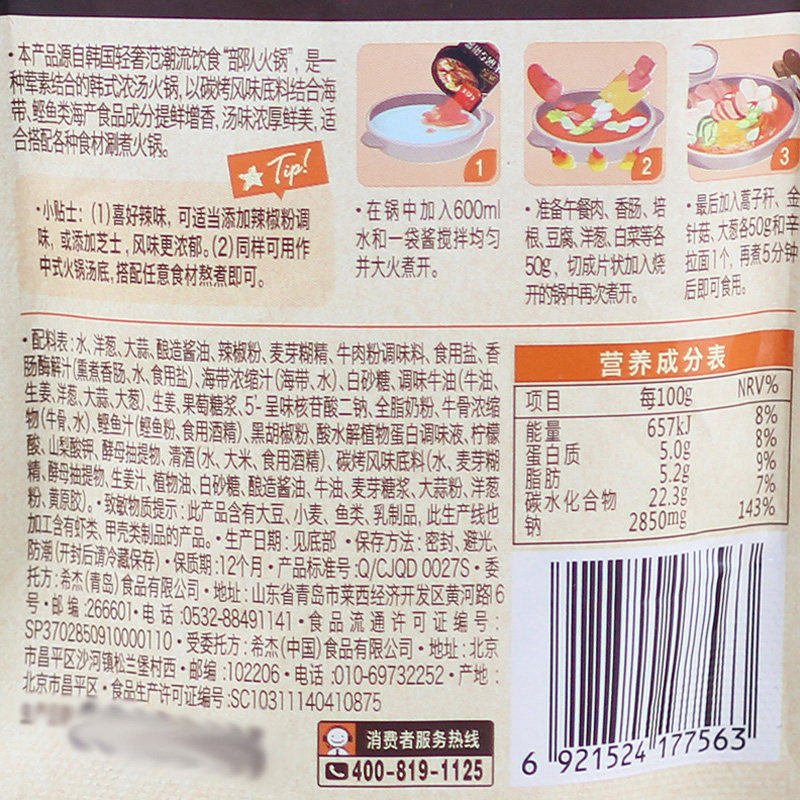 ·本产品源自韩国轻奢范潮流饮食“部队火锅”，是一
种荤素结合的韩式浓汤火锅，以碳烤风味底料结合海
带、鲣鱼类海产食品成分提鲜增香，汤味浓厚鲜美，适
合搭配各种食材涮煮火锅。
Tip!
·小贴士：(1)喜好辣味，可适当添加辣椒粉调
味，或添加芝士，风味更浓郁。(2)同样可用作
中式火锅汤底，搭配任意食材熬煮即可。
1
·在锅中加入600ml
水和一袋酱搅拌均匀
并大火煮开。
2
·准备午餐肉、香肠、培
根、豆腐、洋葱、白菜等各
50g，切成片状加入烧
开的锅中再次煮开。
3
·最后加入蒿子秆、金
针菇、大葱各50g和辛
拉面1个，再煮5分钟
后即可食用。
·配料表：水、洋葱、大蒜、酿造酱油、辣椒粉、麦芽糊精、牛肉粉调味料、食用盐、香
肠酶解汁(熏煮香肠、水、食用盐)、海带浓缩汁(海带、水)、白砂糖、调味牛油(牛油、
生姜、洋葱、大蒜、大葱)、生姜、果葡糖浆、5'-呈味核苷酸二钠、全脂奶粉、牛骨浓缩
物(牛骨、水)、鲣鱼汁(鲣鱼粉、食用酒精)、黑胡椒粉、酸水解植物蛋白调味液、柠檬
酸、山梨酸钾、酵母抽提物、清酒(水、大米、食用酒精)、碳烤风味底料(水、麦芽糊
精、酵母抽提物、生姜汁、植物油、白砂糖、酿造酱油、牛油、麦芽糖浆、大蒜粉、洋葱
粉、黄原胶)。·致敏物质提示：此产品含有大豆、小麦、鱼类、乳制品，此生产线也
加工含有虾类、甲壳类制品的产品。·生产日期：见底部 ·保存方法：密封、避光、
防潮(开封后请冷藏保存)·保质期：12个月·产品标准号：Q/CJQD 0027S·委
托方：希杰(青岛)食品有限公司·地址：山东省青岛市莱西经济开发区黄河路6
号·邮编：266601·电话：0532-88491141·食品流通许可证编号：
SP3702850910000110·受委托方：希杰(中国)食品有限公司·地址：北京
市昌平区沙河镇松兰堡村西·邮编：102206·电话：010-69732252·产地：
北京市昌平区·食品生产许可证编号：SC10311140410875
营养成分表
项目 每100g NRV%
能量 657kJ 8%
蛋白质 5.0g 8%
脂肪 5.2g 9%
碳水化合物 22.3g 7%
钠 2850mg 143%
6 921524 177563
消费者服务热线
400-819-1125